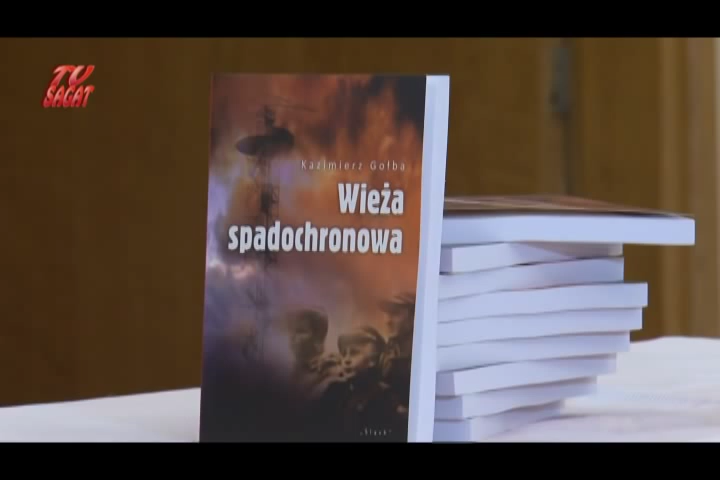 TV
SAGAT
Kazimierz Gołba
Wieża
spadochronowa
"Śląsk"